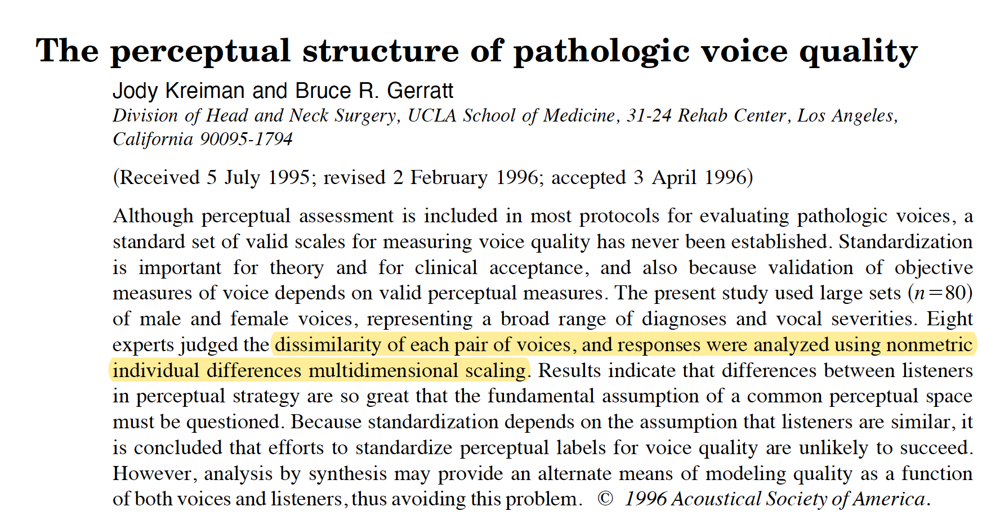 The perceptual structure of pathologic voice quality
Jody Kreiman and Bruce R. Gerratt
Division of Head and Neck Surgery, UCLA School of Medicine, 31-24 Rehab Center, Los Angeles,
California 90095-1794
(Received 5 July 1995; revised 2 February 1996; accepted 3 April 1996)
Although perceptual assessment is included in most protocols for evaluating pathologic voices, a
standard set of valid scales for measuring voice quality has never been established. Standardization
is important for theory and for clinical acceptance, and also because validation of objective
measures of voice depends on valid perceptual measures. The present study used large sets (n=80)
of male and female voices, representing a broad range of diagnoses and vocal severities. Eight
experts judged the dissimilarity of each pair of voices, and responses were analyzed using nonmetric
individual differences multidimensional scaling. Results indicate that differences between listeners
in perceptual strategy are so great that the fundamental assumption of a common perceptual space
must be questioned. Because standardization depends on the assumption that listeners are similar, it
is concluded that efforts to standardize perceptual labels for voice quality are unlikely to succeed.
However, analysis by synthesis may provide an alternate means of modeling quality as a function
of both voices and listeners, thus avoiding this problem. © 1996 Acoustical Society of America.